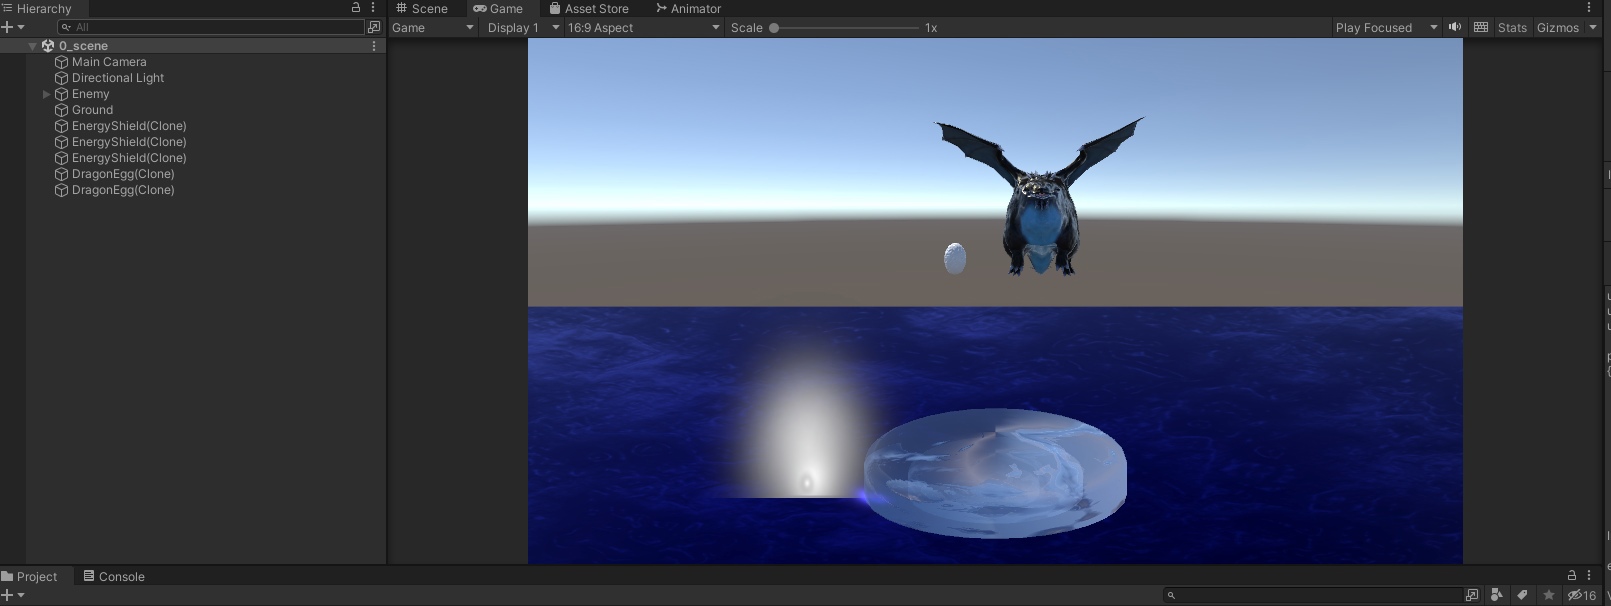 Hierarchy
Scene Game Asset Store Animator
All
Game Display 1 16:9 Aspect Scale 1x Play Focused Stats Gizmos
0_scene
Main Camera
Directional Light
Enemy
Ground
EnergyShield(Clone)
EnergyShield(Clone)
EnergyShield(Clone)
DragonEgg(Clone)
DragonEgg(Clone)
Project Console
16